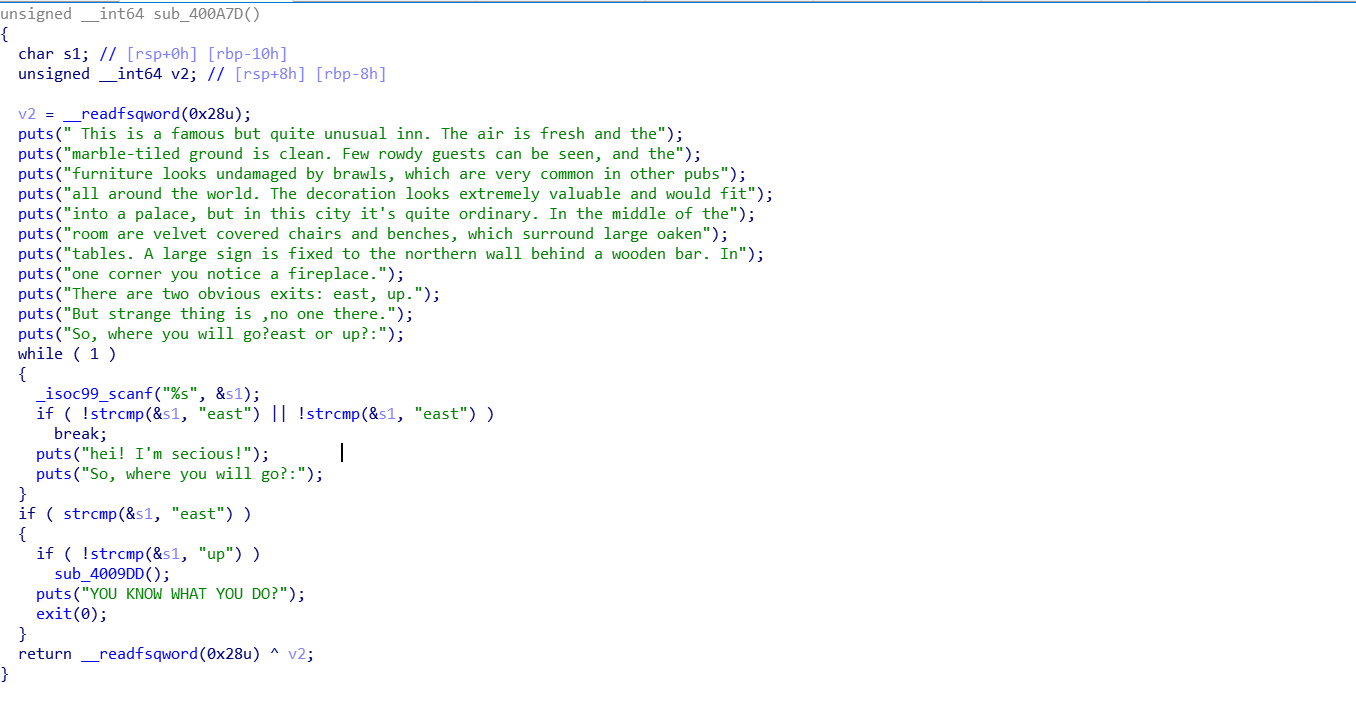 unsigned __int64 sub_400A7D()
{
  char s1; // [rsp+0h] [rbp-10h]
  unsigned __int64 v2; // [rsp+8h] [rbp-8h]

  v2 = __readfsqword(0x28u);
  puts(" This is a famous but quite unusual inn. The air is fresh and the");
  puts("marble-tiled ground is clean. Few rowdy guests can be seen, and the");
  puts("furniture looks undamaged by brawls, which are very common in other pubs");
  puts("all around the world. The decoration looks extremely valuable and would fit");
  puts("into a palace, but in this city it's quite ordinary. In the middle of the");
  puts("room are velvet covered chairs and benches, which surround large oaken");
  puts("tables. A large sign is fixed to the northern wall behind a wooden bar. In");
  puts("one corner you notice a fireplace.");
  puts("There are two obvious exits: east, up.");
  puts("But strange thing is ,no one there.");
  puts("So, where you will go?east or up?:");
  while ( 1 )
  {
    _isoc99_scanf("%s", &s1);
    if ( !strcmp(&s1, "east") || !strcmp(&s1, "east") )
      break;
    puts("hei! I'm secious!");
    puts("So, where you will go?:");
  }
  if ( strcmp(&s1, "east") )
  {
    if ( !strcmp(&s1, "up") )
      sub_4009DD();
    puts("YOU KNOW WHAT YOU DO?");
    exit(0);
  }
  return __readfsqword(0x28u) ^ v2;
}